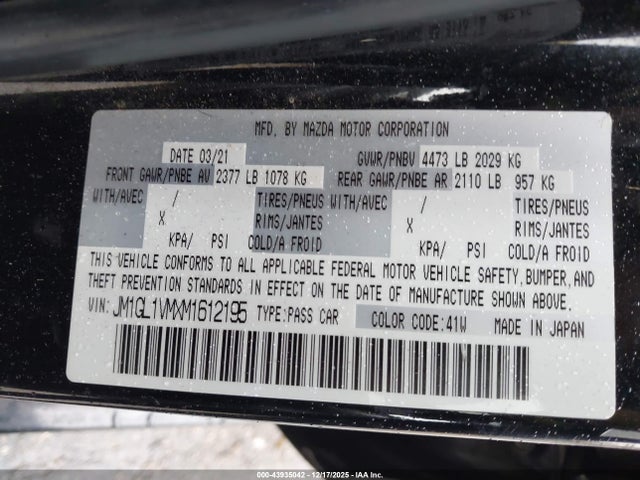 MFD. BY MAZDA MOTOR CORPORATION
DATE 03/21 GVWR/PNBV 4473 LB 2029 KG
FRONT GAWR/PNBE AV 2377 LB 1078 KG REAR GAWR/PNBE AR 2110 LB 957 KG
WITH/AVEC / TIRES/PNEUS WITH/AVEC / TIRES/PNEUS
X RIMS/JANTES X RIMS/JANTES
KPA/ PSI COLD/A FROID KPA/ PSI COLD/A FROID
THIS VEHICLE CONFORMS TO ALL APPLICABLE FEDERAL MOTOR VEHICLE SAFETY, BUMPER, AND
THEFT PREVENTION STANDARDS IN EFFECT ON THE DATE OF MANUFACTURE SHOWN ABOVE.
VIN: JM1GL1VMXM1612195 TYPE: PASS CAR COLOR CODE: 41W MADE IN JAPAN
000-43935042 - 12/17/2025 - IAA Inc.